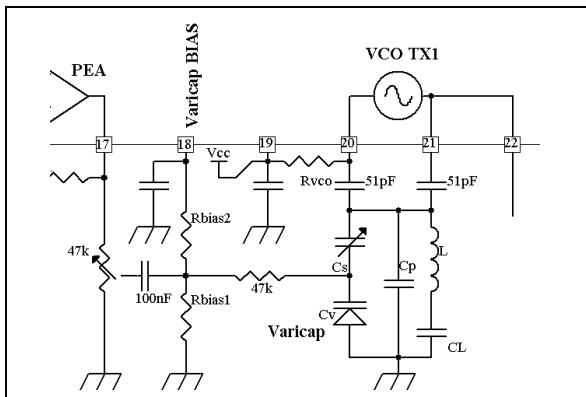 VCO TX1
PEA
Varicap BIAS
17
18
19
20
21
22
Vcc
Rvco
51pF
51pF
Rbias2
47k
Cs
Cp
L
100nF
47k
Rbias1
Cv
Varicap
CL